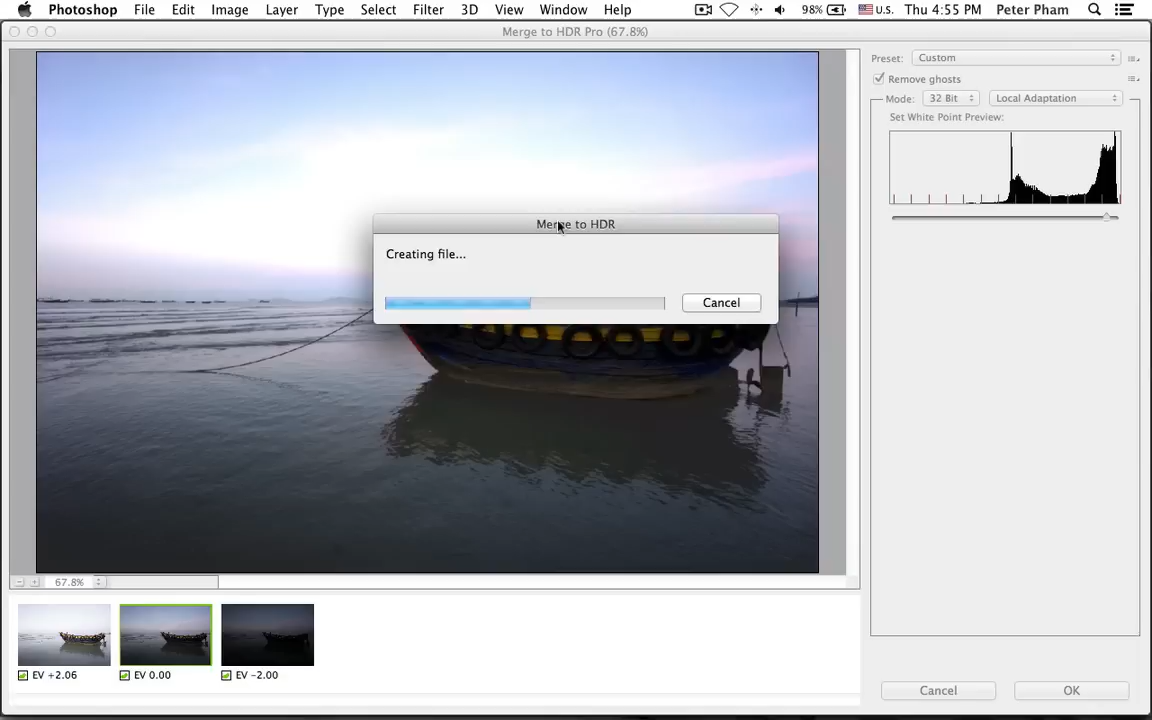 Photoshop File Edit Image Layer Type Select Filter 3D View Window Help 98% U.S. Thu 4:55 PM Peter Pham
Merge to HDR Pro (67.8%)
Preset: Custom
Remove ghosts
Mode: 32 Bit Local Adaptation
Set White Point Preview:
Merge to HDR
Creating file...
Cancel
67.8%
EV +2.06 EV 0.00 EV -2.00
Cancel OK